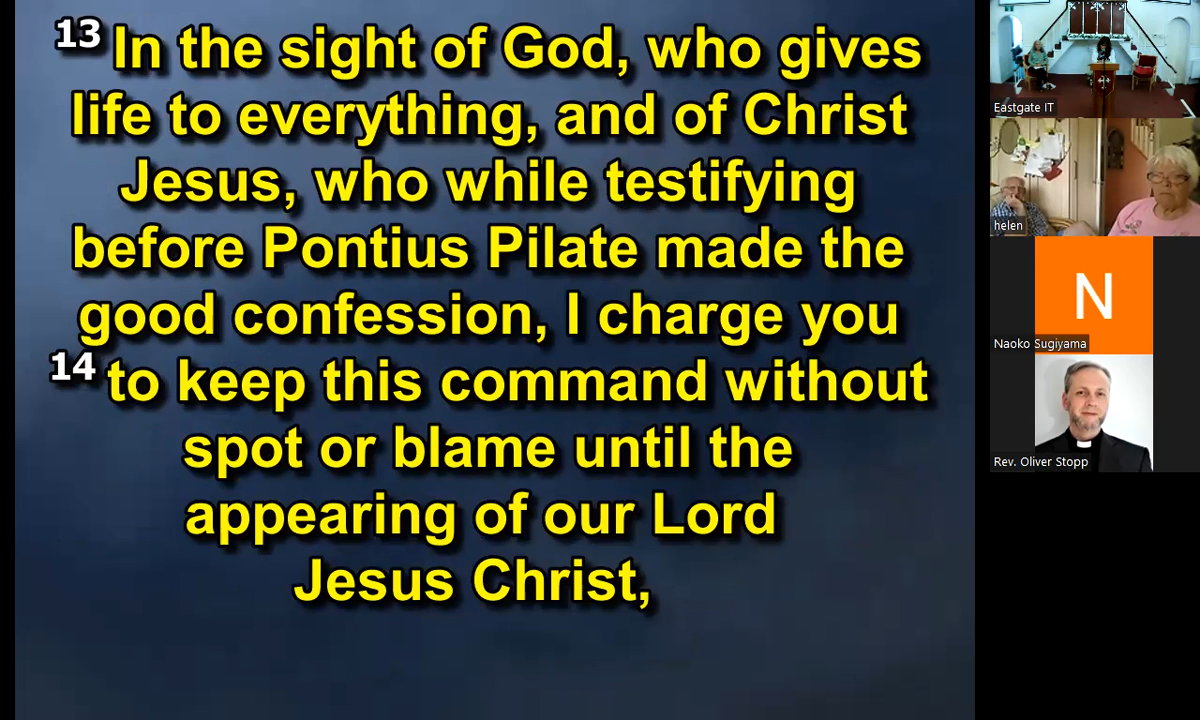 13 In the sight of God, who gives
life to everything, and of Christ
Jesus, who while testifying
before Pontius Pilate made the
good confession, I charge you
14 to keep this command without
spot or blame until the
appearing of our Lord
Jesus Christ,
Eastgate IT
helen
N
Naoko Sugiyama
Rev. Oliver Stopp